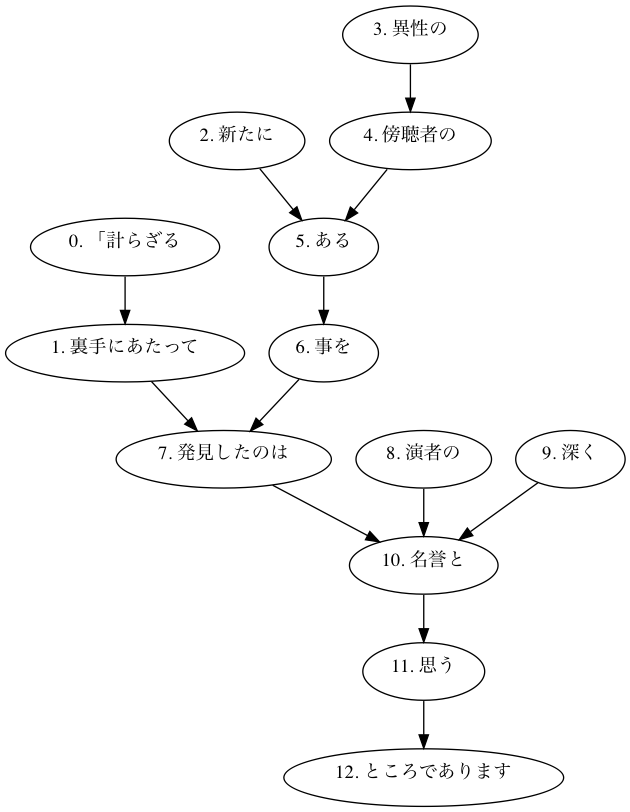 3. 異性の
2. 新たに
4. 傍聴者の
0. 「計らざる
5. ある
1. 裏手にあたって
6. 事を
7. 発見したのは
8. 演者の
9. 深く
10. 名誉と
11. 思う
12. ところであります